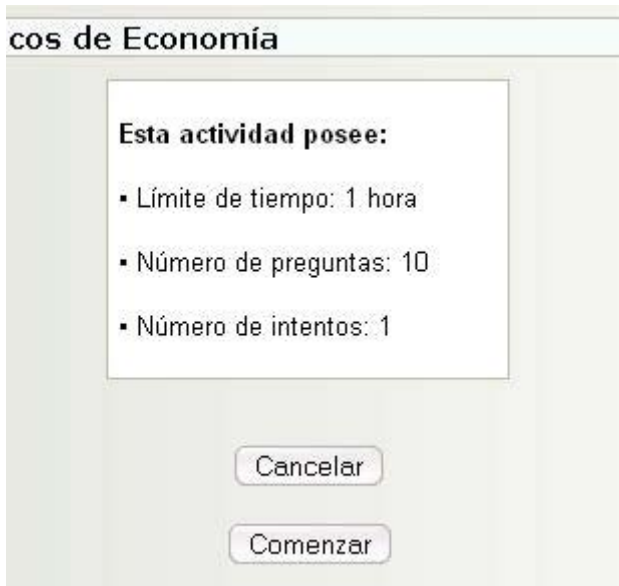 cos de Economía
Esta actividad posee:
▪ Límite de tiempo: 1 hora
▪ Número de preguntas: 10
▪ Número de intentos: 1
Cancelar
Comenzar